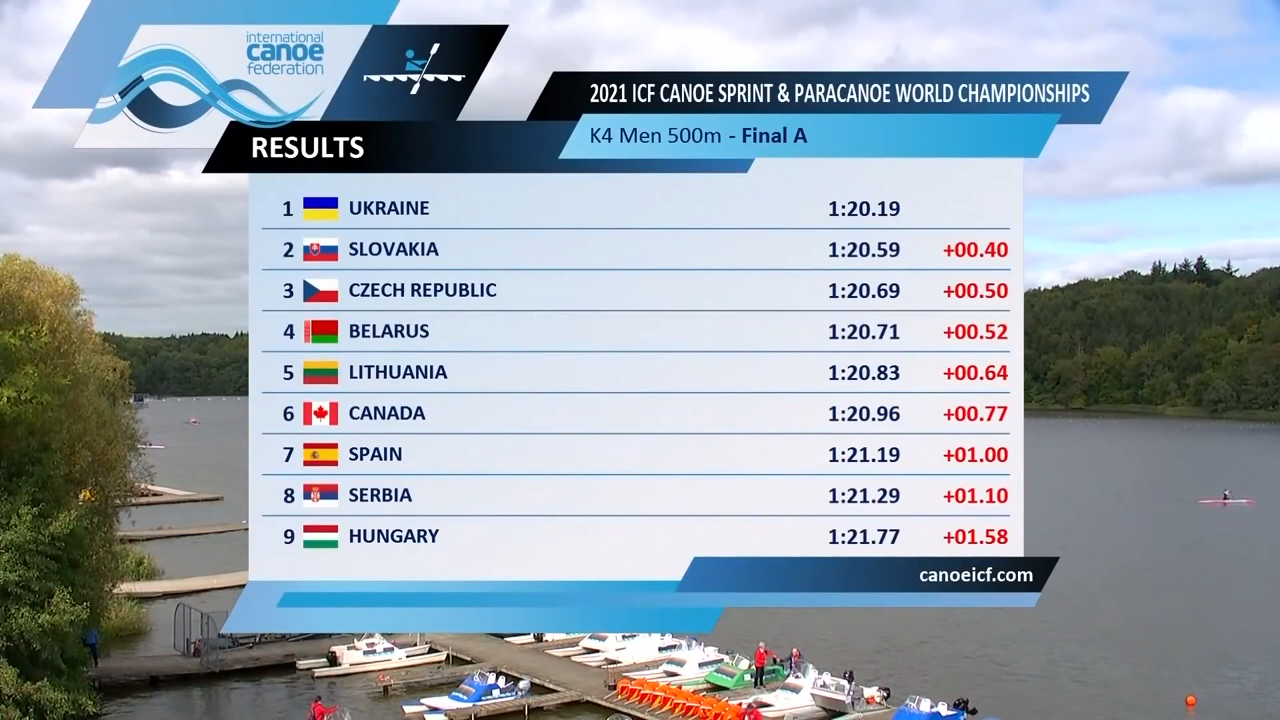 international
canoe
federation
2021 ICF CANOE SPRINT & PARACANOE WORLD CHAMPIONSHIPS
K4 Men 500m - Final A
RESULTS
1 UKRAINE 1:20.19
2 SLOVAKIA 1:20.59 +00.40
3 CZECH REPUBLIC 1:20.69 +00.50
4 BELARUS 1:20.71 +00.52
5 LITHUANIA 1:20.83 +00.64
6 CANADA 1:20.96 +00.77
7 SPAIN 1:21.19 +01.00
8 SERBIA 1:21.29 +01.10
9 HUNGARY 1:21.77 +01.58
canoeicf.com